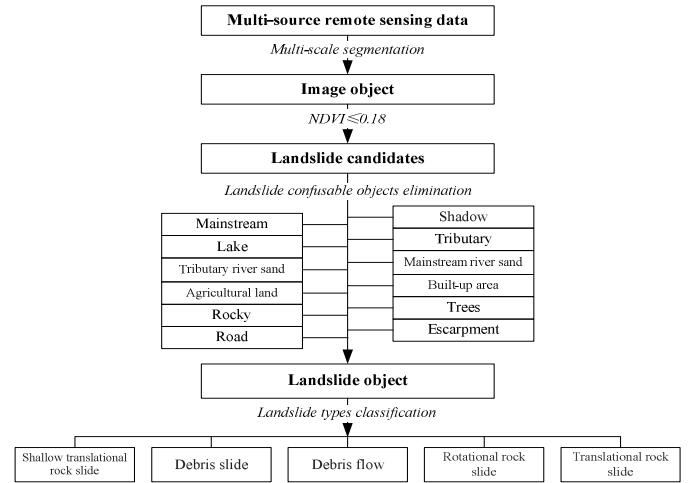 Multi-source remote sensing data
Multi-scale segmentation
Image object
NDVI≤0.18
Landslide candidates
Landslide confusable objects elimination
Mainstream
Lake
Tributary river sand
Agricultural land
Rocky
Road
Shadow
Tributary
Mainstream river sand
Built-up area
Trees
Escarpment
Landslide object
Landslide types classification
Shallow translational
rock slide
Debris slide
Debris flow
Rotational rock
slide
Translational rock
slide